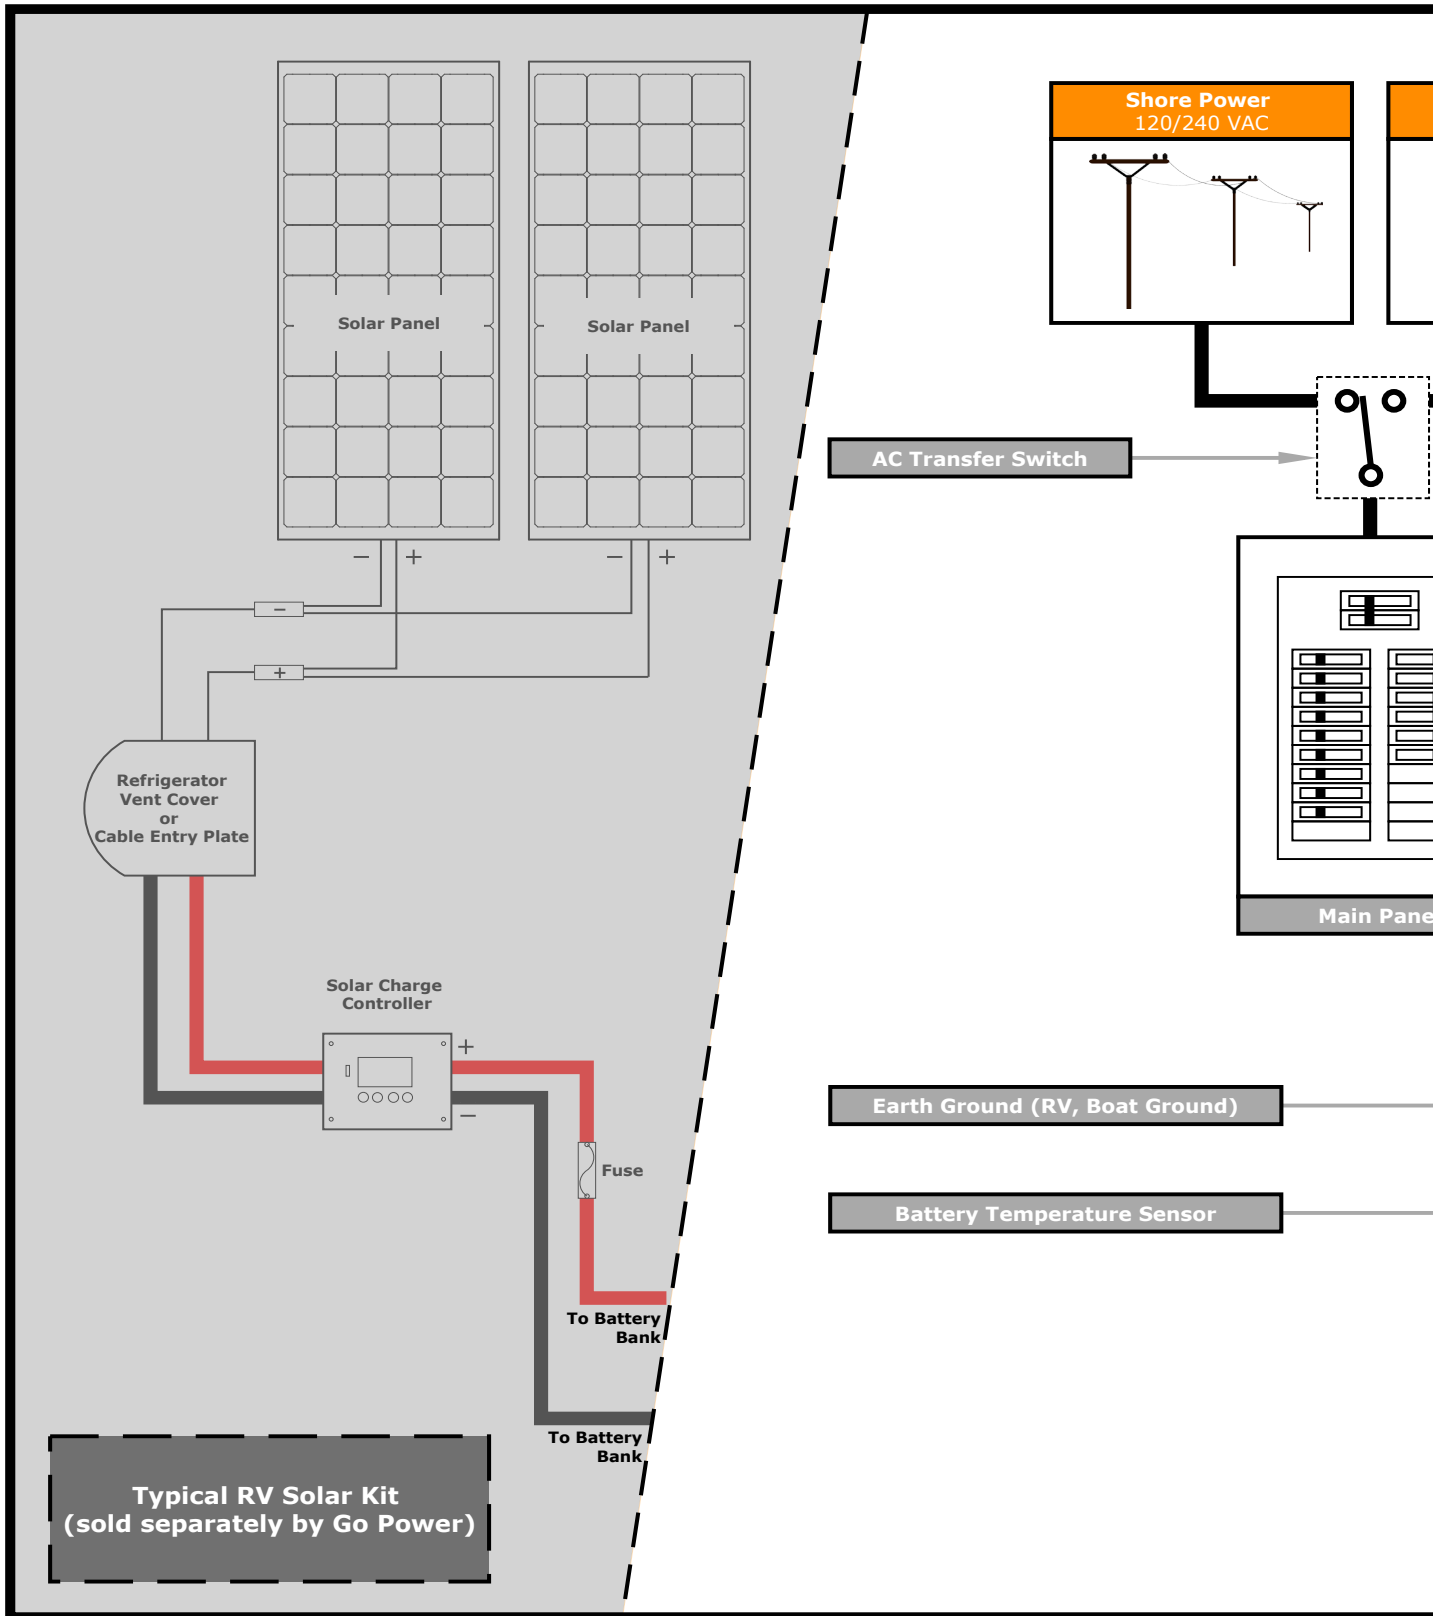 Shore Power
120/240 VAC
Solar Panel
Solar Panel
AC Transfer Switch
− + − +
−
+
Refrigerator
Vent Cover
or
Cable Entry Plate
Main Pane
Solar Charge
Controller
+
−
Earth Ground (RV, Boat Ground)
Fuse
Battery Temperature Sensor
To Battery
Bank
To Battery
Bank
Typical RV Solar Kit
(sold separately by Go Power)